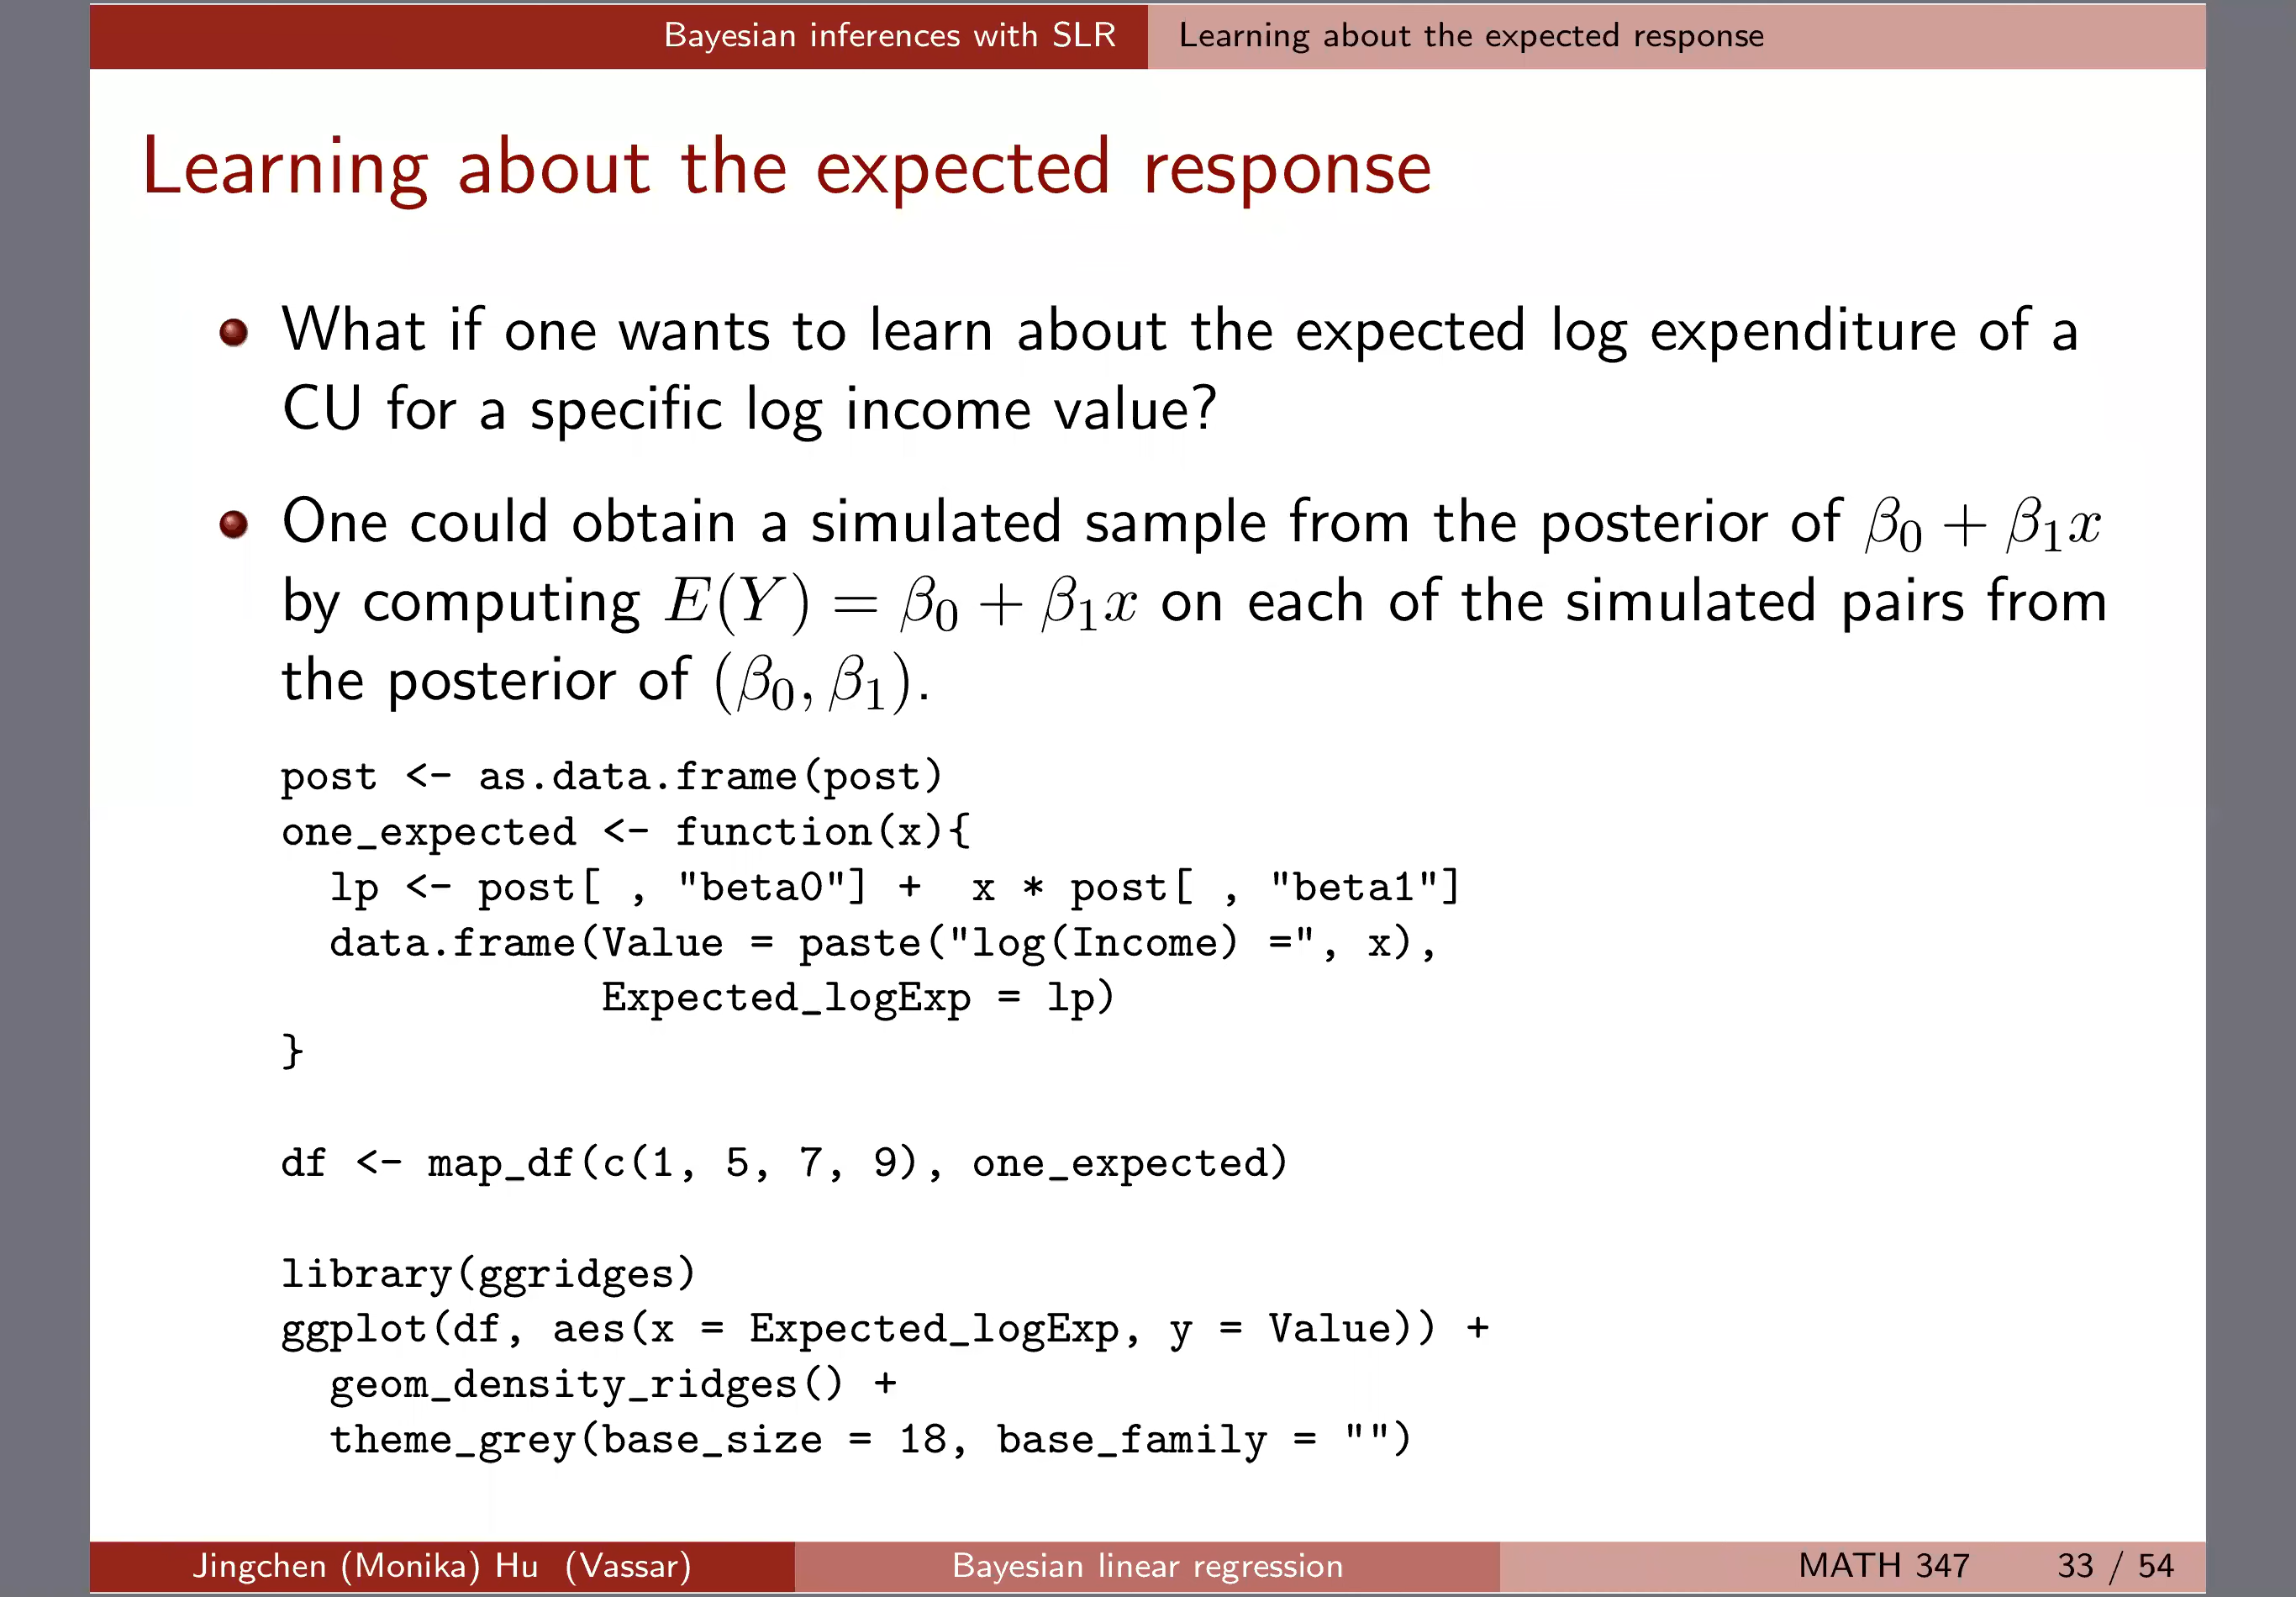 Bayesian inferences with SLR Learning about the expected response
Learning about the expected response
What if one wants to learn about the expected log expenditure of a
CU for a specific log income value?
One could obtain a simulated sample from the posterior of β₀ + β₁x
by computing E(Y) = β₀ + β₁x on each of the simulated pairs from
the posterior of (β₀, β₁).
post <- as.data.frame(post)
one_expected <- function(x){
  lp <- post[ , "beta0"] +  x * post[ , "beta1"]
  data.frame(Value = paste("log(Income) =", x),
             Expected_logExp = lp)
}
df <- map_df(c(1, 5, 7, 9), one_expected)
library(ggridges)
ggplot(df, aes(x = Expected_logExp, y = Value)) +
  geom_density_ridges() +
  theme_grey(base_size = 18, base_family = "")
Jingchen (Monika) Hu (Vassar) Bayesian linear regression MATH 347 33 / 54